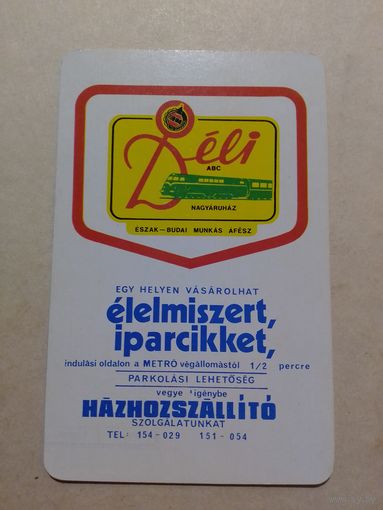 Déli
ABC
NAGYÁRUHÁZ
ÉSZAK—BUDAI MUNKÁS ÁFÉSZ
EGY HELYEN VÁSÁROLHAT
élelmiszert,
iparcikket,
indulási oldalon a METRÓ végállomástól 1/2 percre
PARKOLÁSI LEHETŐSÉG
vegye igénybe
HÁZHOZSZÁLLÍTÓ
SZOLGÁLATUNKAT
TEL: 154-029 151-054